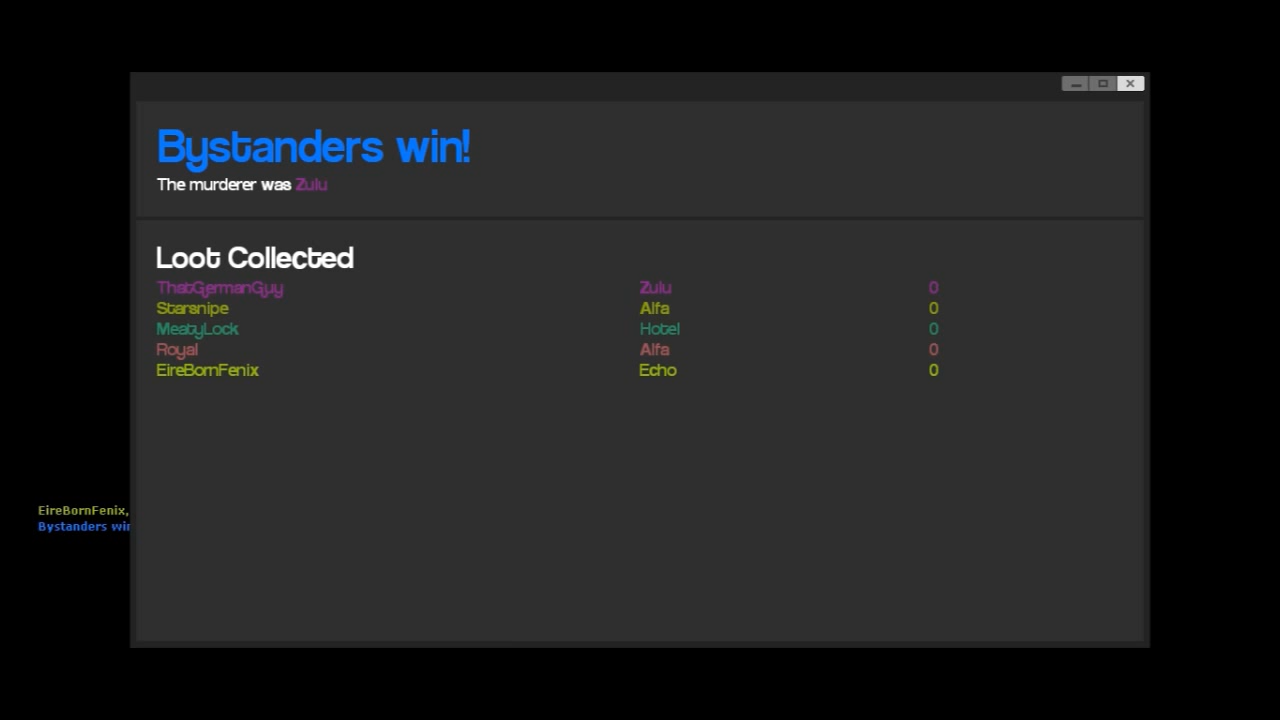 Bystanders win!
The murderer was Zulu
Loot Collected
ThatGermanGuy Zulu 0
Starsnipe Alfa 0
MeatyLock Hotel 0
Royal Alfa 0
EireBornFenix Echo 0
EireBornFenix,
Bystanders win